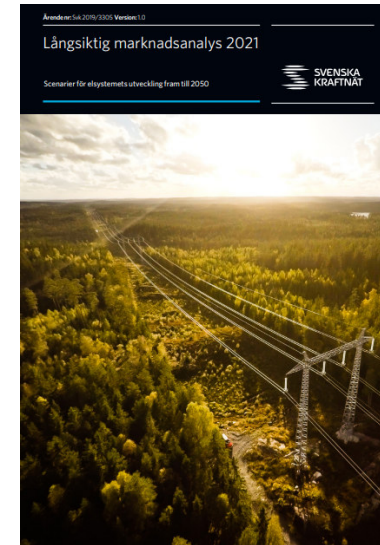 Ärendenr: Svk 2019/3305 Version: 1.0
Långsiktig marknadsanalys 2021
Scenarier för elsystemets utveckling fram till 2050
SVENSKA
KRAFTNÄT